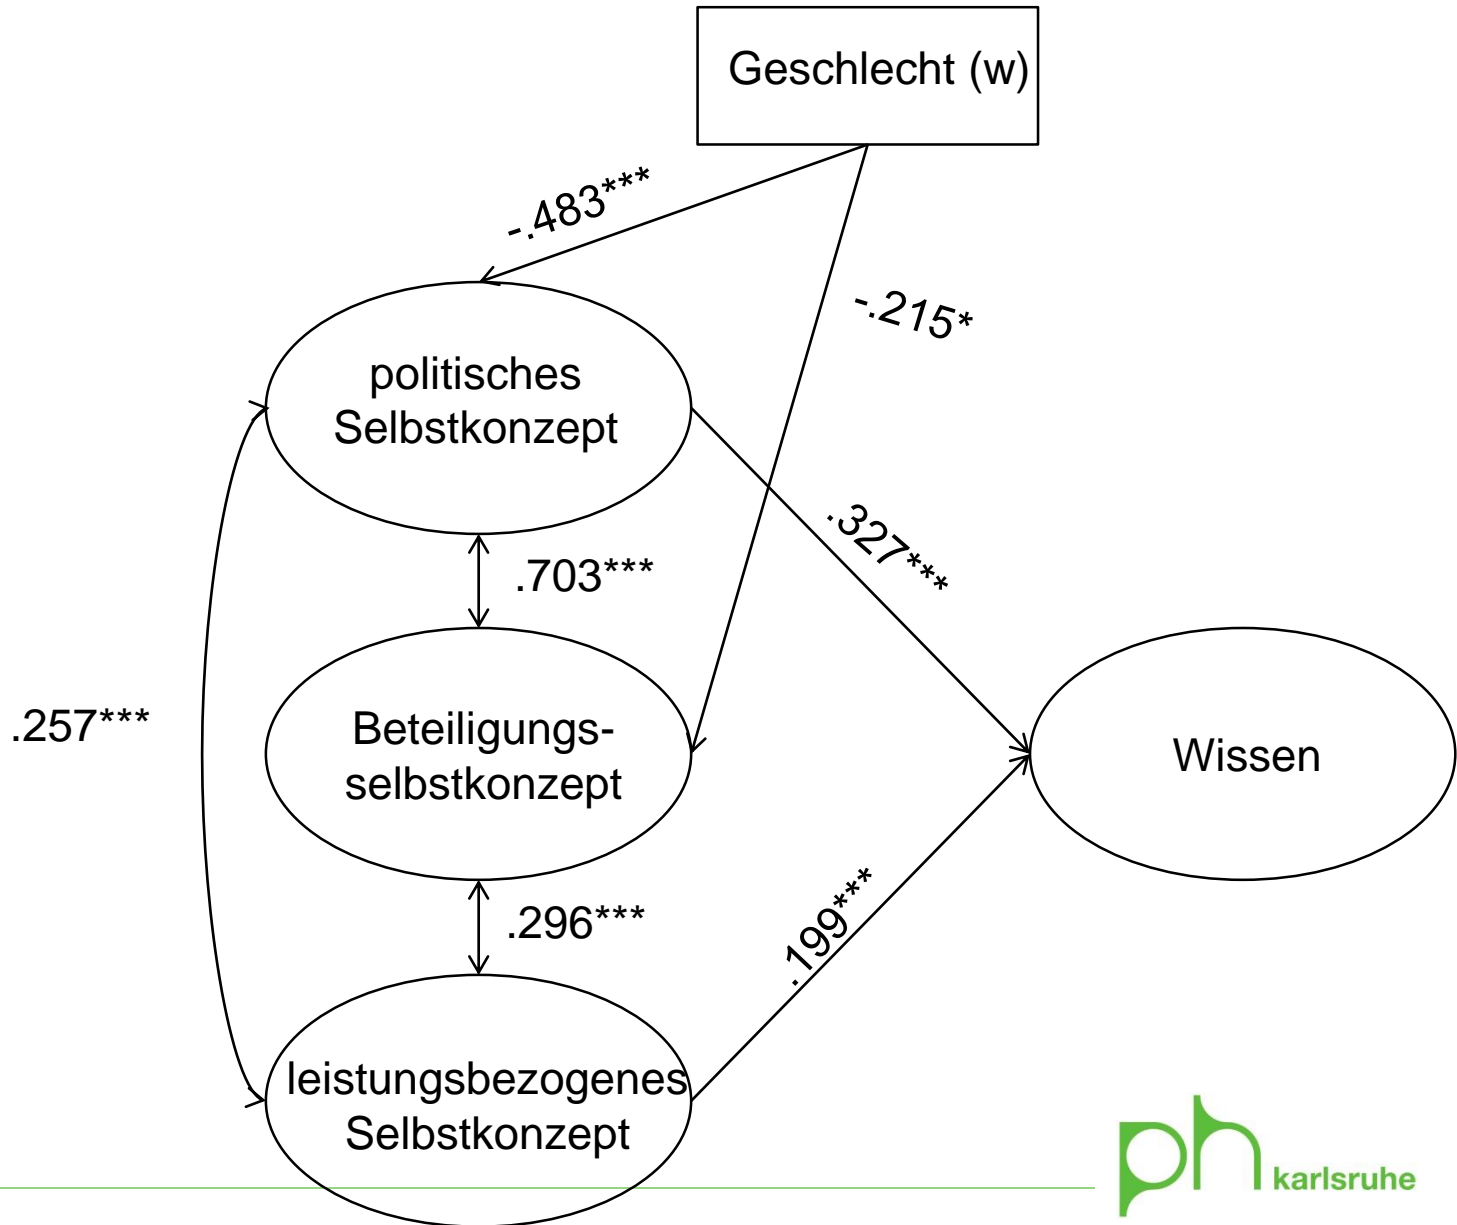 Geschlecht (w)
-.483***
-.215*
politisches
Selbstkonzept
.327***
.703***
.257***
Beteiligungs-
selbstkonzept
Wissen
.296***
.199***
leistungsbezogenes
Selbstkonzept
ph karlsruhe